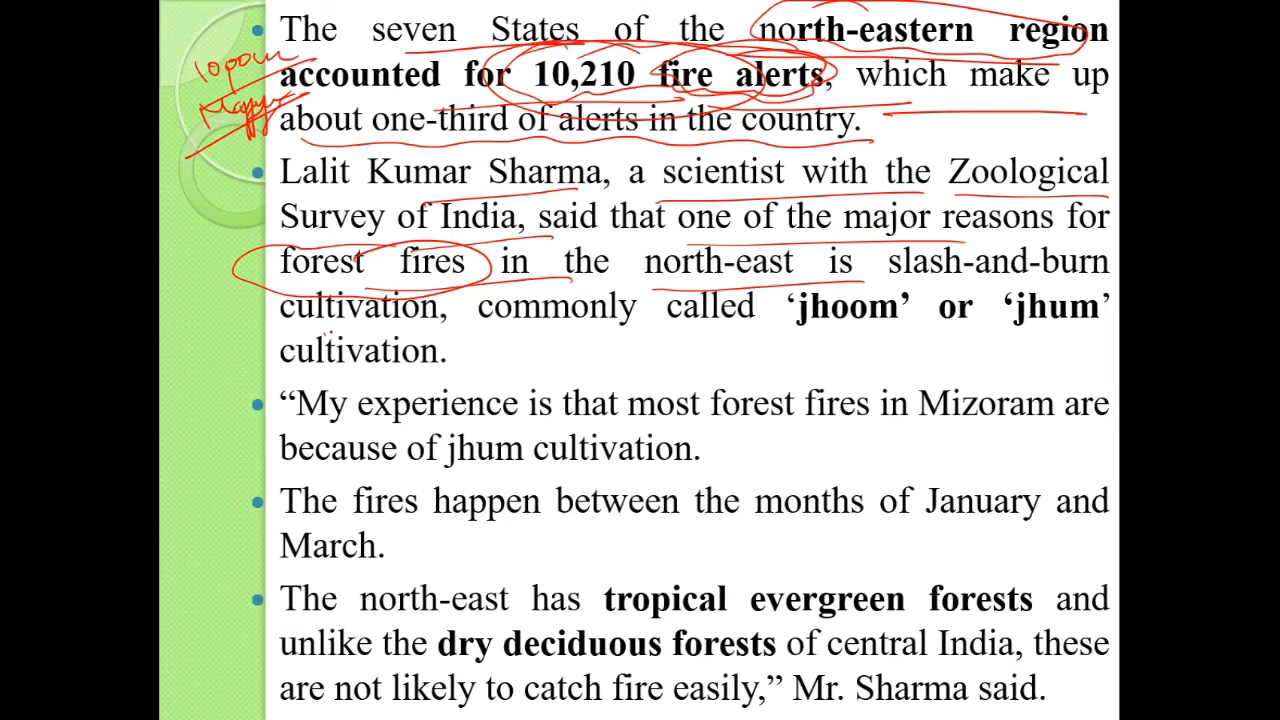 The seven States of the north-eastern region
accounted for 10,210 fire alerts, which make up
about one-third of alerts in the country.
Lalit Kumar Sharma, a scientist with the Zoological
Survey of India, said that one of the major reasons for
forest fires in the north-east is slash-and-burn
cultivation, commonly called ‘jhoom’ or ‘jhum’
cultivation.
“My experience is that most forest fires in Mizoram are
because of jhum cultivation.
The fires happen between the months of January and
March.
The north-east has tropical evergreen forests and
unlike the dry deciduous forests of central India, these
are not likely to catch fire easily,” Mr. Sharma said.